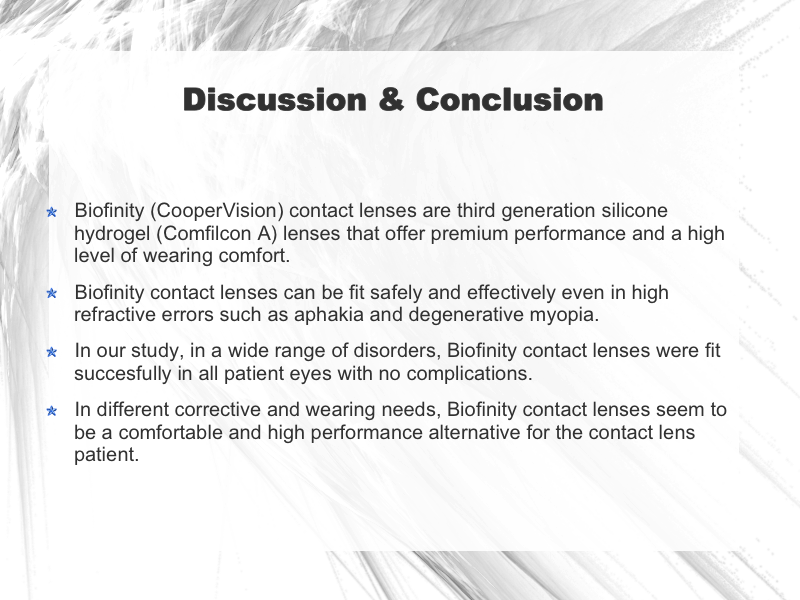 Discussion & Conclusion
Biofinity (CooperVision) contact lenses are third generation silicone
hydrogel (Comfilcon A) lenses that offer premium performance and a high
level of wearing comfort.
Biofinity contact lenses can be fit safely and effectively even in high
refractive errors such as aphakia and degenerative myopia.
In our study, in a wide range of disorders, Biofinity contact lenses were fit
succesfully in all patient eyes with no complications.
In different corrective and wearing needs, Biofinity contact lenses seem to
be a comfortable and high performance alternative for the contact lens
patient.